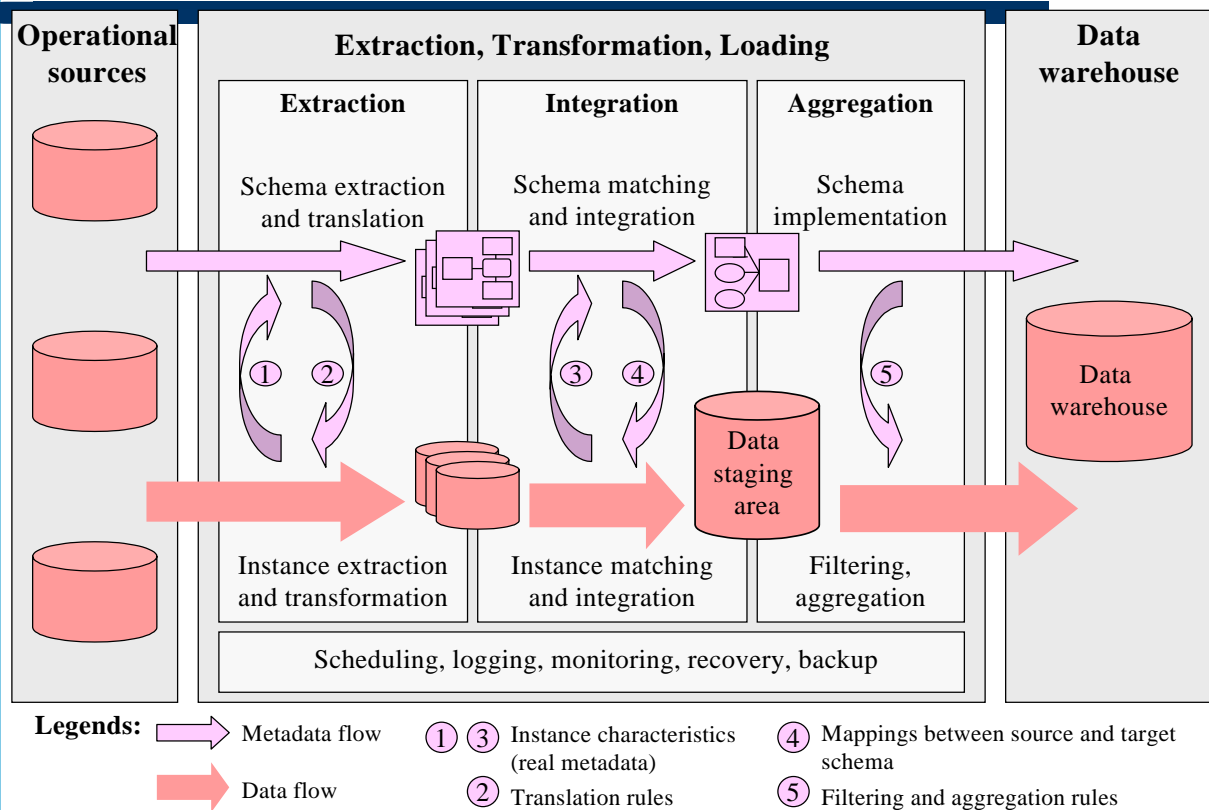 Operational
sources
Extraction, Transformation, Loading
Data
warehouse
Extraction
Integration
Aggregation
Schema extraction
and translation
Schema matching
and integration
Schema
implementation
1
2
3
4
5
Data
warehouse
Data
staging
area
Instance extraction
and transformation
Instance matching
and integration
Filtering,
aggregation
Scheduling, logging, monitoring, recovery, backup
Legends:
Metadata flow
Data flow
1 3 Instance characteristics
(real metadata)
2 Translation rules
4 Mappings between source and target
schema
5 Filtering and aggregation rules